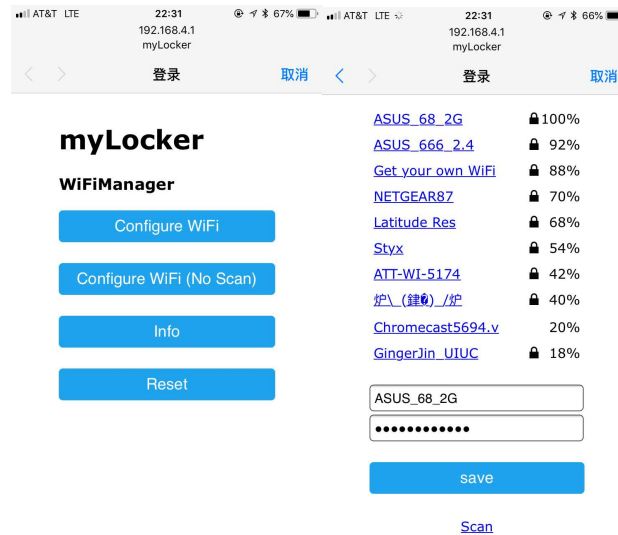 AT&T LTE 22:31 67%
192.168.4.1
myLocker
登录 取消
myLocker
WiFiManager
Configure WiFi
Configure WiFi (No Scan)
Info
Reset
AT&T LTE 22:31 66%
192.168.4.1
myLocker
登录 取消
ASUS_68_2G 100%
ASUS_666_2.4 92%
Get your own WiFi 88%
NETGEAR87 70%
Latitude Res 68%
Styx 54%
ATT-WI-5174 42%
40%
Chromecast5694.v 20%
GingerJin_UIUC 18%
ASUS_68_2G
●●●●●●●●●●●●
save
Scan